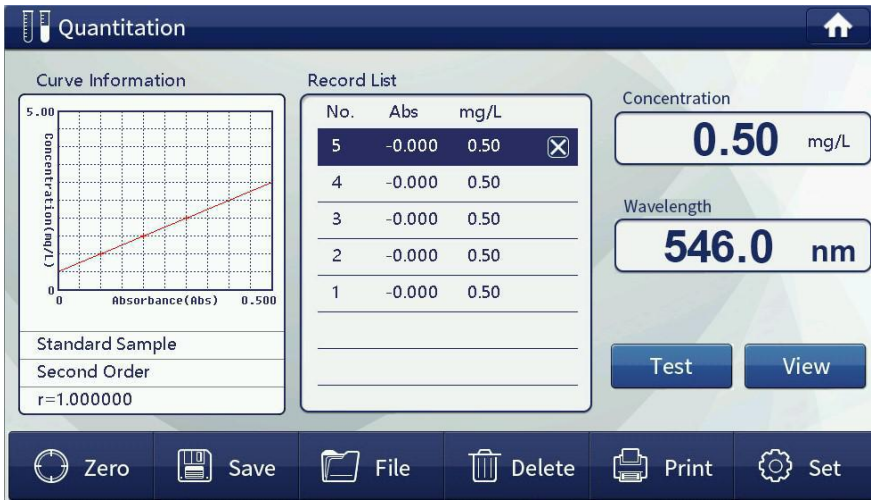 Quantitation
Curve Information
5.00
Concentration(mg/L)
0
0 Absorbance(Abs) 0.500
Standard Sample
Second Order
r=1.000000
Record List
No. Abs mg/L
5 -0.000 0.50
4 -0.000 0.50
3 -0.000 0.50
2 -0.000 0.50
1 -0.000 0.50
Concentration
0.50 mg/L
Wavelength
546.0 nm
Test View
Zero Save File Delete Print Set